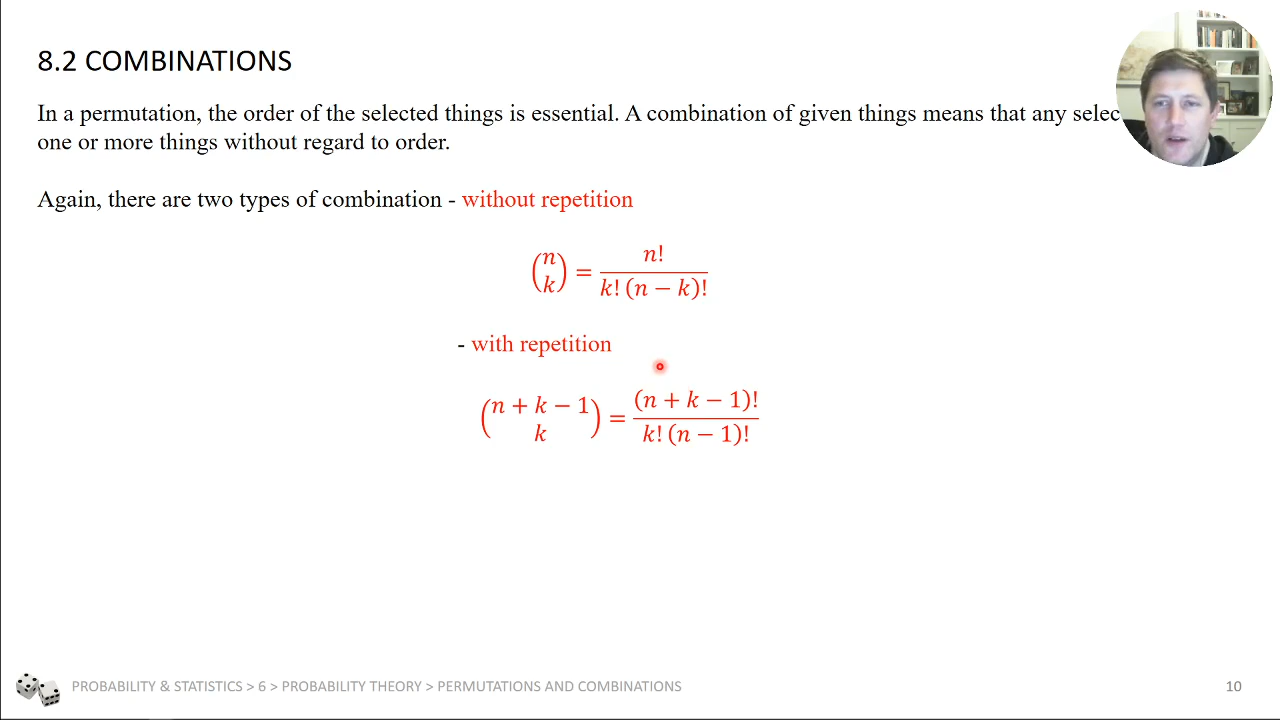 8.2 COMBINATIONS
In a permutation, the order of the selected things is essential. A combination of given things means that any selec
one or more things without regard to order.
Again, there are two types of combination - without repetition
(n k) = n! / k! (n − k)!
- with repetition
(n + k − 1 k) = (n + k − 1)! / k! (n − 1)!
PROBABILITY & STATISTICS > 6 > PROBABILITY THEORY > PERMUTATIONS AND COMBINATIONS 10